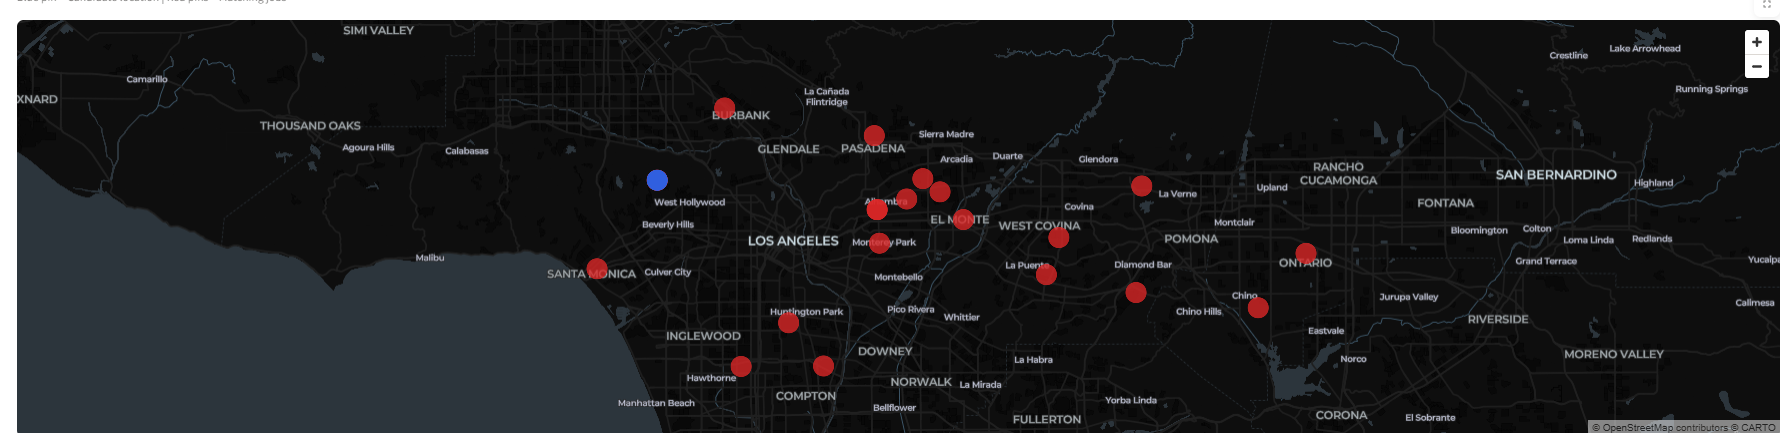 SIMI VALLEY
Lake Arrowhead
Crestline
Camarillo
La Cañada
Flintridge
Running Springs
XNARD
BURBANK
THOUSAND OAKS
Sierra Madre
Agoura Hills
Calabasas
GLENDALE
PASADENA
Arcadia
Duarte
Glendora
RANCHO
CUCAMONGA
SAN BERNARDINO
Highland
Upland
La Verne
West Hollywood
Alhambra
Covina
FONTANA
Beverly Hills
EL MONTE
WEST COVINA
Montclair
Bloomington
Colton
LOS ANGELES
Monterey Park
POMONA
Loma Linda
Redlands
Malibu
La Puente
Diamond Bar
ONTARIO
Grand Terrace
Yucaipa
SANTA MONICA
Culver City
Montebello
Chino
Jurupa Valley
Calimesa
Huntington Park
Pico Rivera
Whittier
Chino Hills
RIVERSIDE
INGLEWOOD
Eastvale
DOWNEY
La Habra
Norco
MORENO VALLEY
Hawthorne
NORWALK
La Mirada
COMPTON
Manhattan Beach
Bellflower
Yorba Linda
FULLERTON
CORONA
El Sobrante
+
−
© OpenStreetMap contributors © CARTO